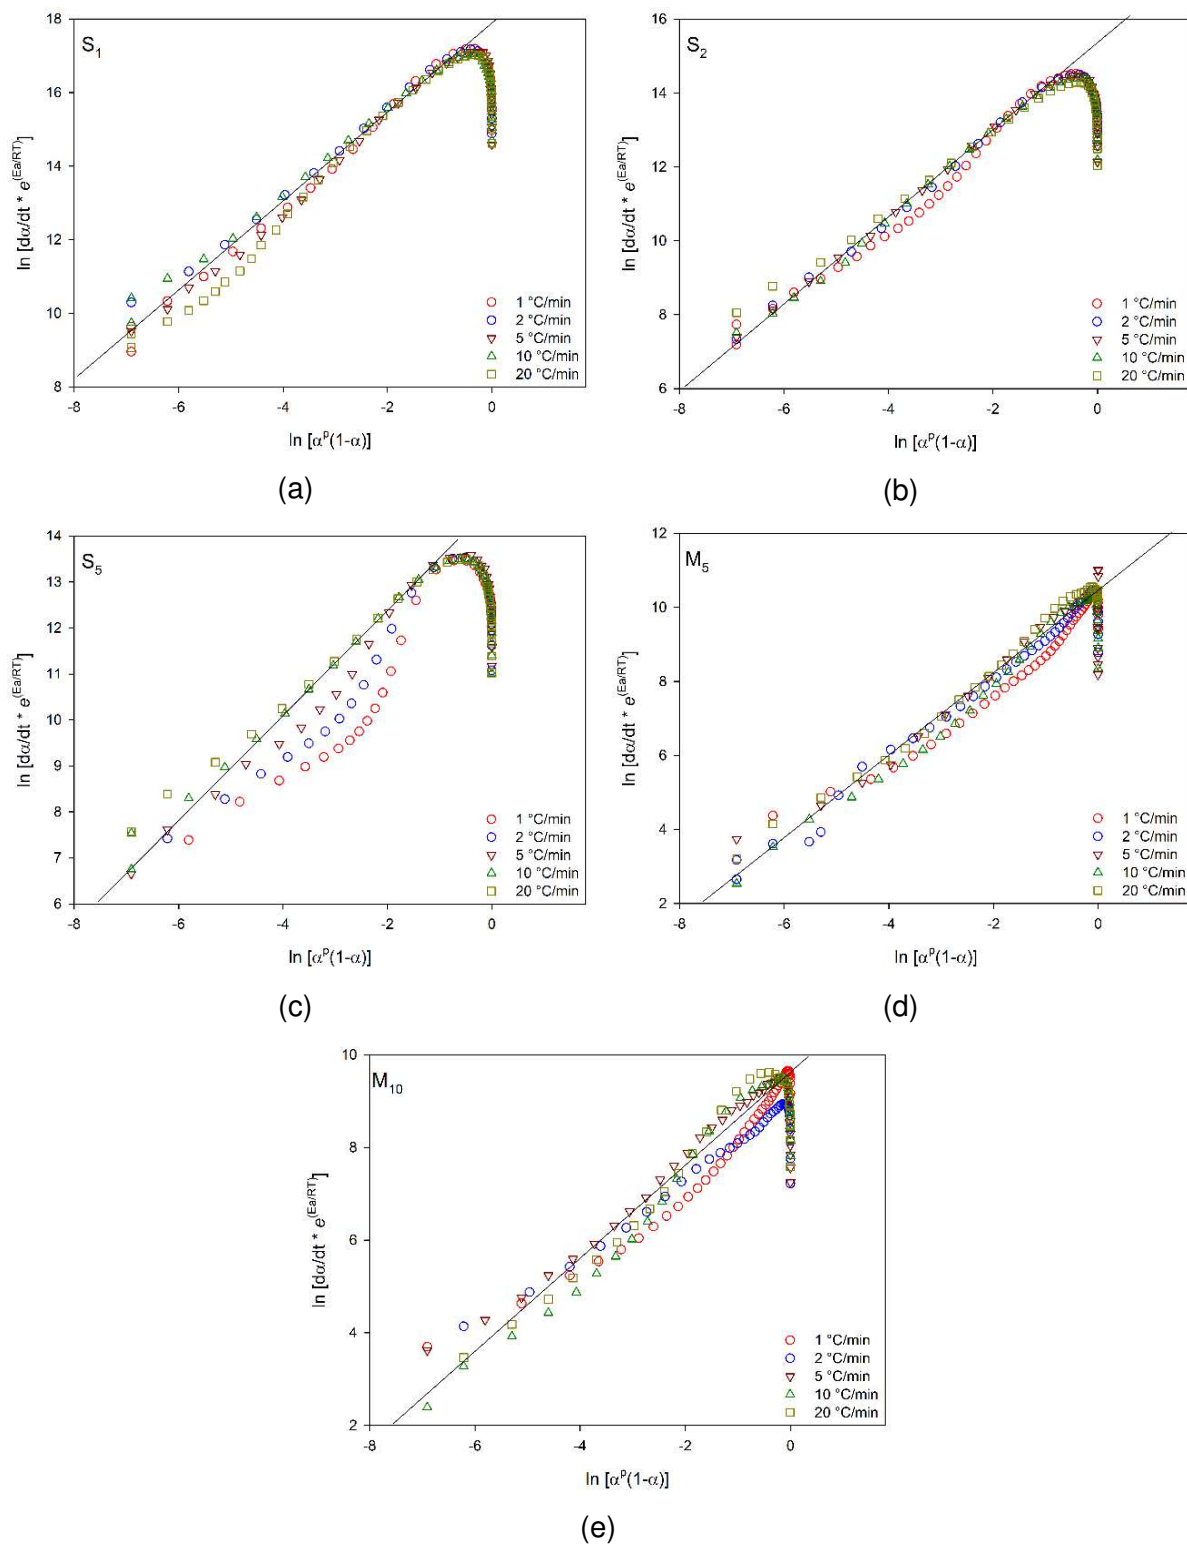 S₁
ln [dα/dt * e^(Ea/RT)]
18
16
14
12
10
8
-8
-6
-4
-2
0
ln [α^p(1-α)]
1 °C/min
2 °C/min
5 °C/min
10 °C/min
20 °C/min
(a)
S₂
ln [dα/dt * e^(Ea/RT)]
16
14
12
10
8
6
-8
-6
-4
-2
0
ln [α^p(1-α)]
1 °C/min
2 °C/min
5 °C/min
10 °C/min
20 °C/min
(b)
S₅
ln [dα/dt * e^(Ea/RT)]
14
13
12
11
10
9
8
7
6
-8
-6
-4
-2
0
ln [α^p(1-α)]
1 °C/min
2 °C/min
5 °C/min
10 °C/min
20 °C/min
(c)
M₅
ln [dα/dt * e^(Ea/RT)]
12
10
8
6
4
2
-8
-6
-4
-2
0
ln [α^p(1-α)]
1 °C/min
2 °C/min
5 °C/min
10 °C/min
20 °C/min
(d)
M₁₀
ln [dα/dt * e^(Ea/RT)]
10
8
6
4
2
-8
-6
-4
-2
0
ln [α^p(1-α)]
1 °C/min
2 °C/min
5 °C/min
10 °C/min
20 °C/min
(e)